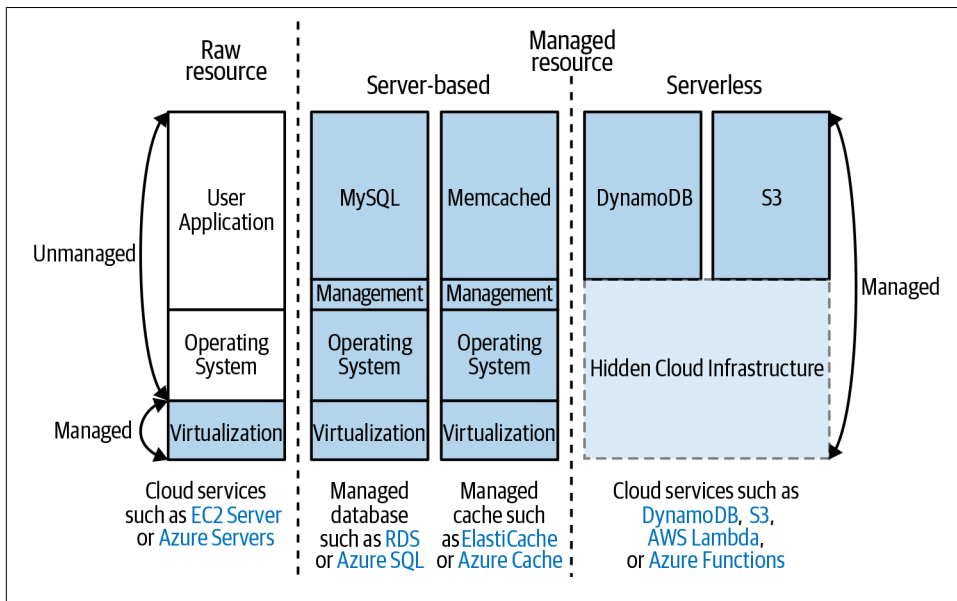 Raw
resource
Managed
resource
Server-based
Serverless
Unmanaged
Managed
User
Application
Operating
System
Virtualization
MySQL
Management
Operating
System
Virtualization
Memcached
Management
Operating
System
Virtualization
DynamoDB
S3
Hidden Cloud Infrastructure
Managed
Cloud services
such as EC2 Server
or Azure Servers
Managed
database
such as RDS
or Azure SQL
Managed
cache such
as ElastiCache
or Azure Cache
Cloud services such as
DynamoDB, S3,
AWS Lambda,
or Azure Functions